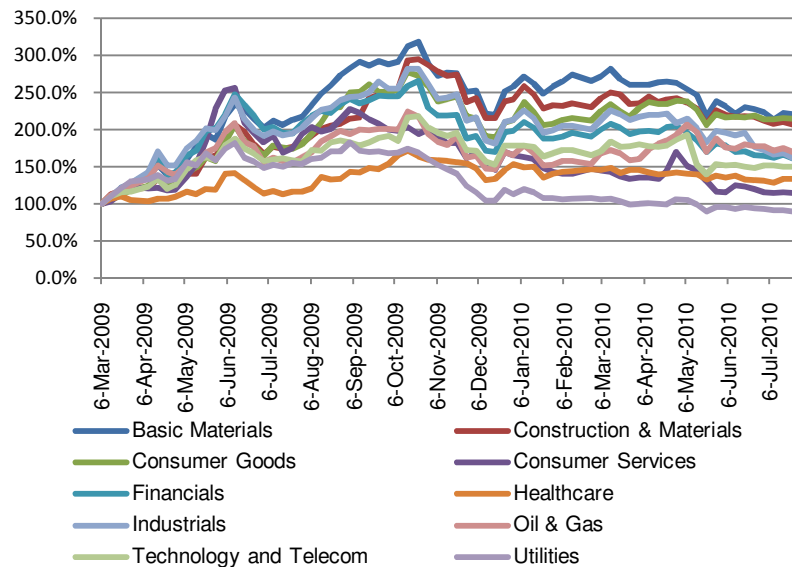 350.0%
300.0%
250.0%
200.0%
150.0%
100.0%
50.0%
0.0%
6-Mar-2009
6-Apr-2009
6-May-2009
6-Jun-2009
6-Jul-2009
6-Aug-2009
6-Sep-2009
6-Oct-2009
6-Nov-2009
6-Dec-2009
6-Jan-2010
6-Feb-2010
6-Mar-2010
6-Apr-2010
6-May-2010
6-Jun-2010
6-Jul-2010
Basic Materials
Construction & Materials
Consumer Goods
Consumer Services
Financials
Healthcare
Industrials
Oil & Gas
Technology and Telecom
Utilities